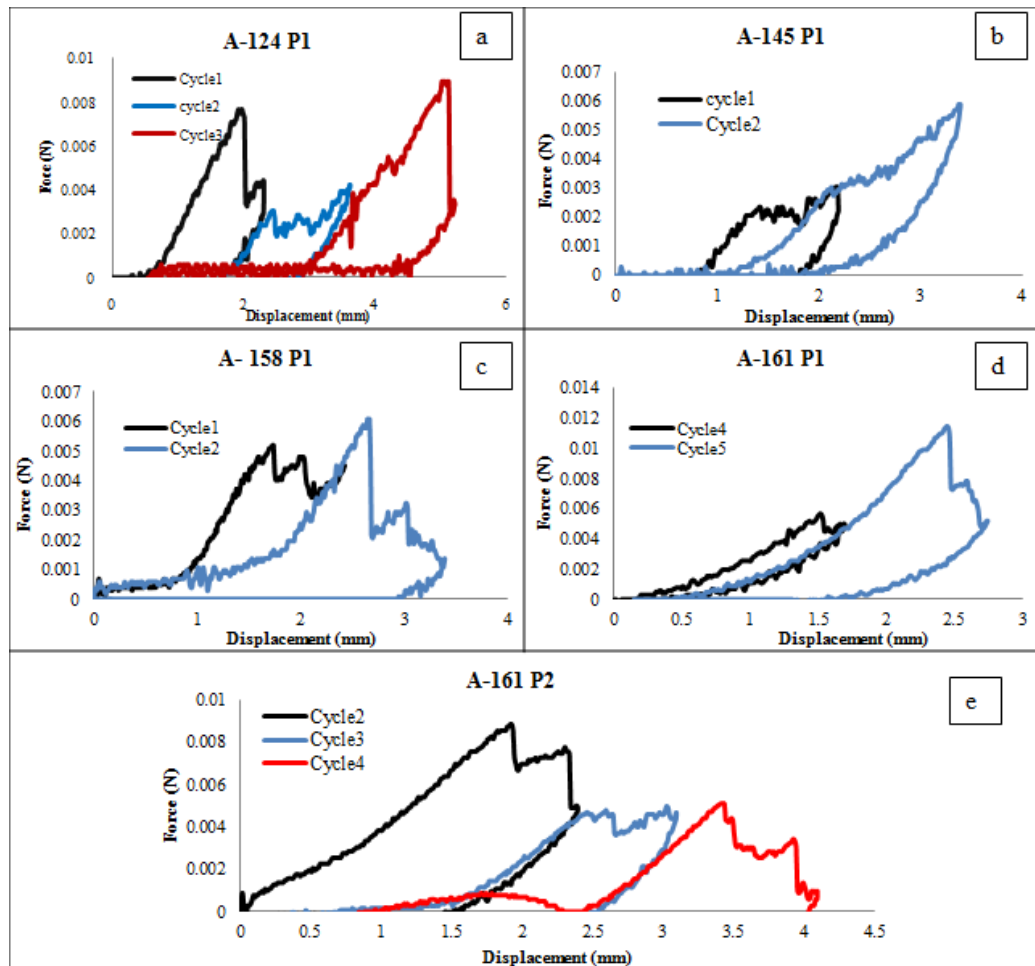 A-124 P1
a
Cycle1
cycle2
Cycle3
0.01
0.008
0.006
0.004
0.002
0
Force (N)
0
2
4
6
Displacement (mm)
A-145 P1
b
cycle1
Cycle2
0.007
0.006
0.005
0.004
0.003
0.002
0.001
0
Force (N)
0
1
2
3
4
Displacement (mm)
A- 158 P1
c
Cycle1
Cycle2
0.007
0.006
0.005
0.004
0.003
0.002
0.001
0
Force (N)
0
1
2
3
4
Displacement (mm)
A-161 P1
d
Cycle4
Cycle5
0.014
0.012
0.01
0.008
0.006
0.004
0.002
0
Force (N)
0
0.5
1
1.5
2
2.5
3
Displacement (mm)
A-161 P2
e
Cycle2
Cycle3
Cycle4
0.01
0.008
0.006
0.004
0.002
0
Force (N)
0
0.5
1
1.5
2
2.5
3
3.5
4
4.5
Displacement (mm)